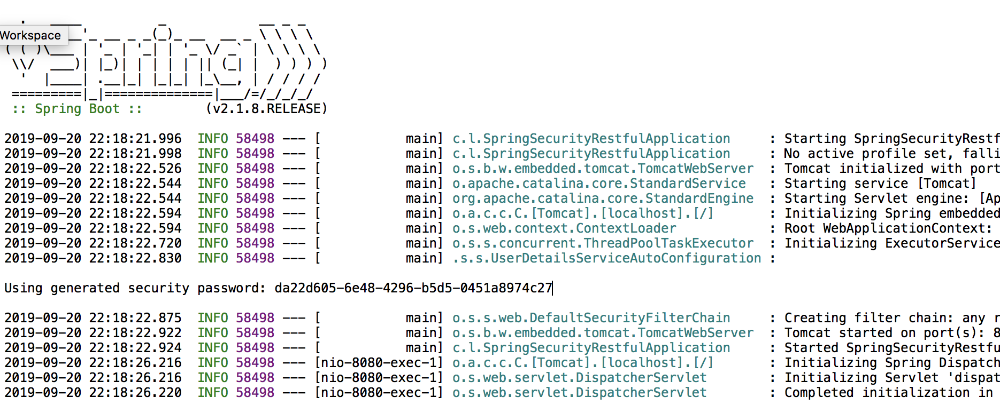 .   ____          _            __ _ _
Workspace __'_ __ _ _(_)_ __  __ _ \ \ \ \
( ( )\___ | '_ | '_| | '_ \/ _` | \ \ \ \
 \\/  ___)| |_)| | | | | || (_| |  ) ) ) )
  '  |____| .__|_| |_|_| |_\__, | / / / /
 =========|_|==============|___/=/_/_/_/
 :: Spring Boot ::        (v2.1.8.RELEASE)
2019-09-20 22:18:21.996  INFO 58498 --- [           main] c.l.SpringSecurityRestfulApplication     : Starting SpringSecurityRestf
2019-09-20 22:18:21.998  INFO 58498 --- [           main] c.l.SpringSecurityRestfulApplication     : No active profile set, falli
2019-09-20 22:18:22.526  INFO 58498 --- [           main] o.s.b.w.embedded.tomcat.TomcatWebServer  : Tomcat initialized with port
2019-09-20 22:18:22.544  INFO 58498 --- [           main] o.apache.catalina.core.StandardService   : Starting service [Tomcat]
2019-09-20 22:18:22.544  INFO 58498 --- [           main] org.apache.catalina.core.StandardEngine  : Starting Servlet engine: [Ap
2019-09-20 22:18:22.594  INFO 58498 --- [           main] o.a.c.c.C.[Tomcat].[localhost].[/]       : Initializing Spring embedded
2019-09-20 22:18:22.594  INFO 58498 --- [           main] o.s.web.context.ContextLoader            : Root WebApplicationContext:
2019-09-20 22:18:22.720  INFO 58498 --- [           main] o.s.s.concurrent.ThreadPoolTaskExecutor  : Initializing ExecutorService
2019-09-20 22:18:22.830  INFO 58498 --- [           main] .s.s.UserDetailsServiceAutoConfiguration :
Using generated security password: da22d605-6e48-4296-b5d5-0451a8974c27
2019-09-20 22:18:22.875  INFO 58498 --- [           main] o.s.s.web.DefaultSecurityFilterChain     : Creating filter chain: any r
2019-09-20 22:18:22.922  INFO 58498 --- [           main] o.s.b.w.embedded.tomcat.TomcatWebServer  : Tomcat started on port(s): 8
2019-09-20 22:18:22.924  INFO 58498 --- [           main] c.l.SpringSecurityRestfulApplication     : Started SpringSecurityRestfu
2019-09-20 22:18:26.216  INFO 58498 --- [nio-8080-exec-1] o.a.c.c.C.[Tomcat].[localhost].[/]       : Initializing Spring Dispatch
2019-09-20 22:18:26.216  INFO 58498 --- [nio-8080-exec-1] o.s.web.servlet.DispatcherServlet        : Initializing Servlet 'dispat
2019-09-20 22:18:26.220  INFO 58498 --- [nio-8080-exec-1] o.s.web.servlet.DispatcherServlet        : Completed initialization in